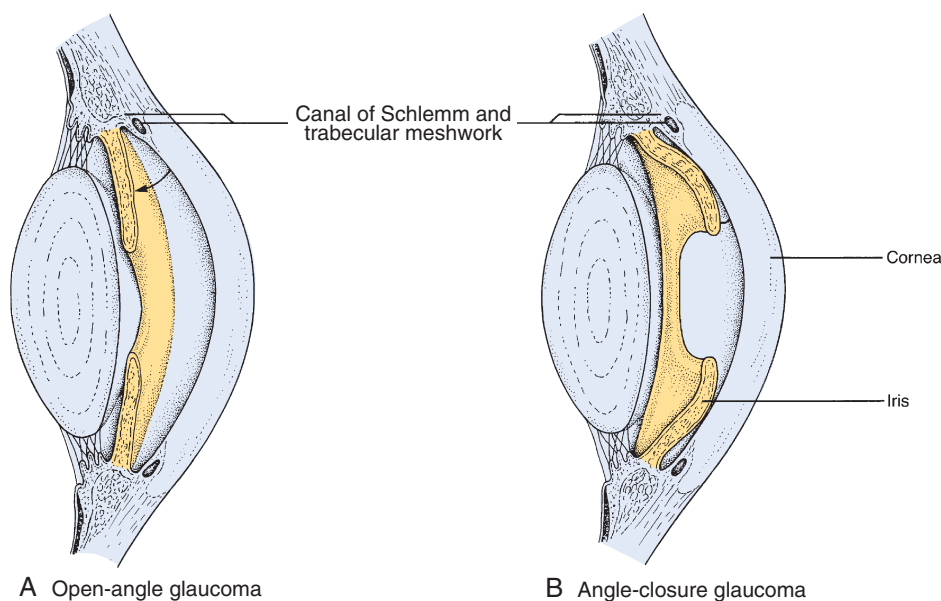 Canal of Schlemm and
trabecular meshwork
Cornea
Iris
A Open-angle glaucoma
B Angle-closure glaucoma